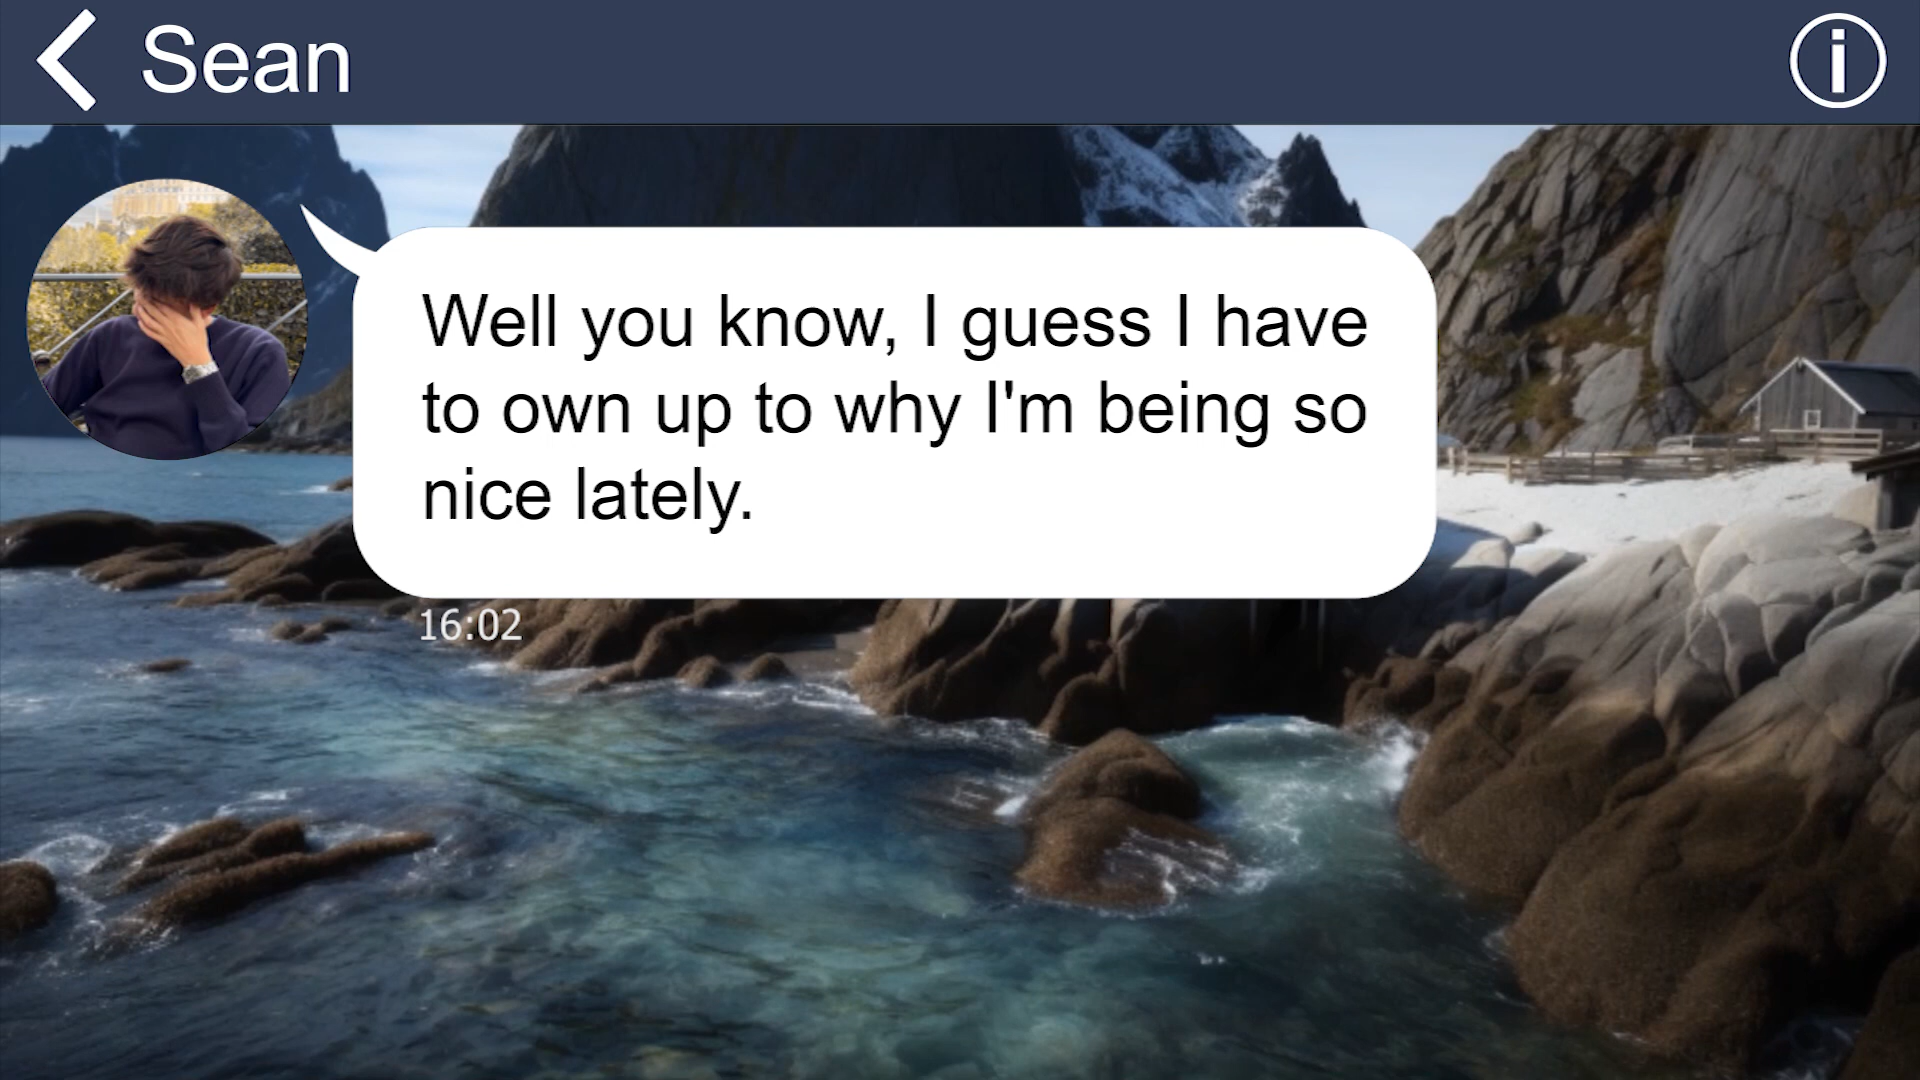 Sean
Well you know, I guess I have
to own up to why I'm being so
nice lately.
16:02